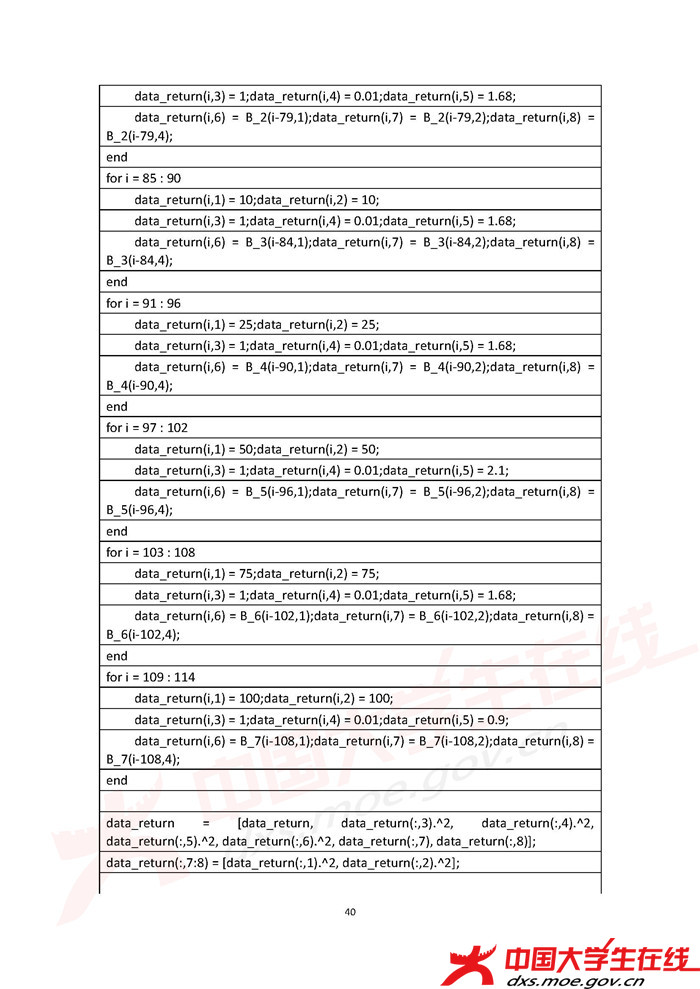 data_return(i,3) = 1;data_return(i,4) = 0.01;data_return(i,5) = 1.68;
data_return(i,6) = B_2(i-79,1);data_return(i,7) = B_2(i-79,2);data_return(i,8) =
B_2(i-79,4);
end
for i = 85 : 90
data_return(i,1) = 10;data_return(i,2) = 10;
data_return(i,3) = 1;data_return(i,4) = 0.01;data_return(i,5) = 1.68;
data_return(i,6) = B_3(i-84,1);data_return(i,7) = B_3(i-84,2);data_return(i,8) =
B_3(i-84,4);
end
for i = 91 : 96
data_return(i,1) = 25;data_return(i,2) = 25;
data_return(i,3) = 1;data_return(i,4) = 0.01;data_return(i,5) = 1.68;
data_return(i,6) = B_4(i-90,1);data_return(i,7) = B_4(i-90,2);data_return(i,8) =
B_4(i-90,4);
end
for i = 97 : 102
data_return(i,1) = 50;data_return(i,2) = 50;
data_return(i,3) = 1;data_return(i,4) = 0.01;data_return(i,5) = 2.1;
data_return(i,6) = B_5(i-96,1);data_return(i,7) = B_5(i-96,2);data_return(i,8) =
B_5(i-96,4);
end
for i = 103 : 108
data_return(i,1) = 75;data_return(i,2) = 75;
data_return(i,3) = 1;data_return(i,4) = 0.01;data_return(i,5) = 1.68;
data_return(i,6) = B_6(i-102,1);data_return(i,7) = B_6(i-102,2);data_return(i,8) =
B_6(i-102,4);
end
for i = 109 : 114
data_return(i,1) = 100;data_return(i,2) = 100;
data_return(i,3) = 1;data_return(i,4) = 0.01;data_return(i,5) = 0.9;
data_return(i,6) = B_7(i-108,1);data_return(i,7) = B_7(i-108,2);data_return(i,8) =
B_7(i-108,4);
end
data_return = [data_return, data_return(:,3).^2, data_return(:,4).^2,
data_return(:,5).^2, data_return(:,6).^2, data_return(:,7), data_return(:,8)];
data_return(:,7:8) = [data_return(:,1).^2, data_return(:,2).^2];
中国大学生在线
dxs.moe.gov.cn
40
中国大学生在线
dxs.moe.gov.cn